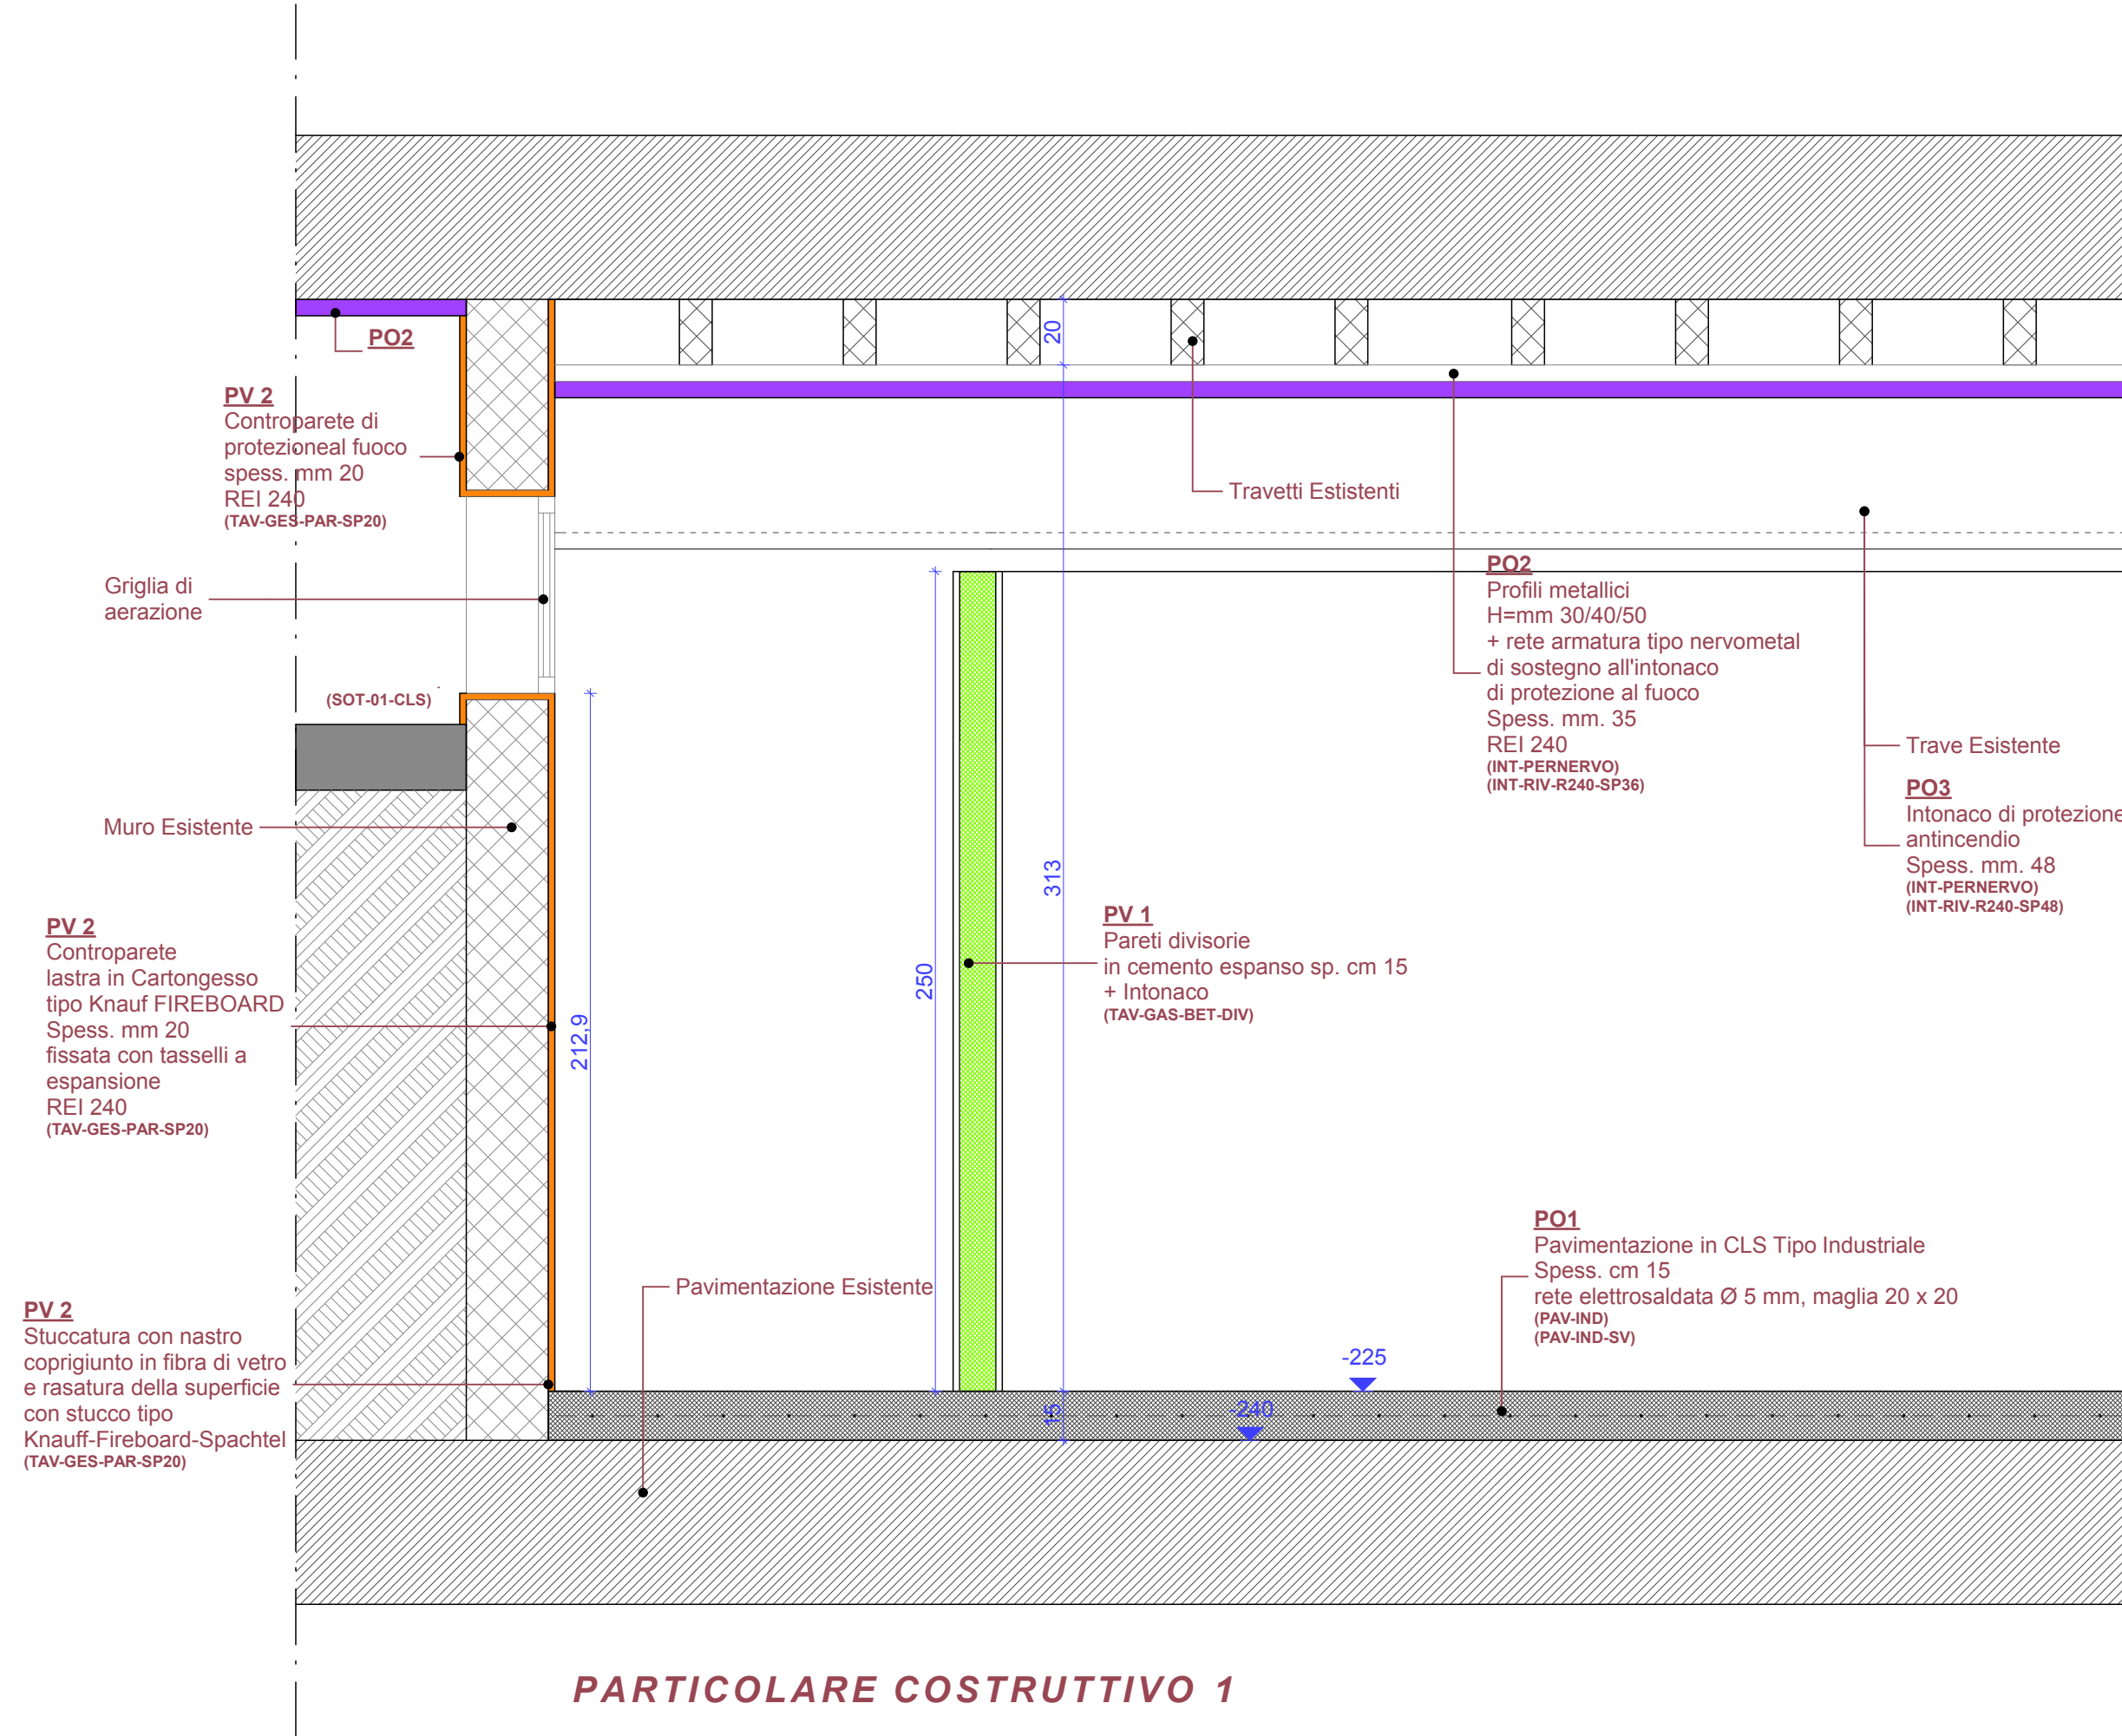 20
PO2
PV 2
Controparete di
protezioneal fuoco
spess. mm 20
REI 240
(TAV-GES-PAR-SP20)
Travetti Estistenti
Griglia di
aerazione
PO2
Profili metallici
H=mm 30/40/50
+ rete armatura tipo nervometal
di sostegno all'intonaco
di protezione al fuoco
Spess. mm. 35
REI 240
(INT-PERNERVO)
(INT-RIV-R240-SP36)
(SOT-01-CLS)
Trave Esistente
PO3
Intonaco di protezione
antincendio
Spess. mm. 48
(INT-PERNERVO)
(INT-RIV-R240-SP48)
Muro Esistente
313
PV 1
Pareti divisorie
in cemento espanso sp. cm 15
+ Intonaco
(TAV-GAS-BET-DIV)
250
212,9
PV 2
Controparete
lastra in Cartongesso
tipo Knauf FIREBOARD
Spess. mm 20
fissata con tasselli a
espansione
REI 240
(TAV-GES-PAR-SP20)
PO1
Pavimentazione in CLS Tipo Industriale
Spess. cm 15
rete elettrosaldata Ø 5 mm, maglia 20 x 20
(PAV-IND)
(PAV-IND-SV)
Pavimentazione Esistente
PV 2
Stuccatura con nastro
coprigiunto in fibra di vetro
e rasatura della superficie
con stucco tipo
Knauff-Fireboard-Spachtel
(TAV-GES-PAR-SP20)
-225
15
-240
PARTICOLARE COSTRUTTIVO 1